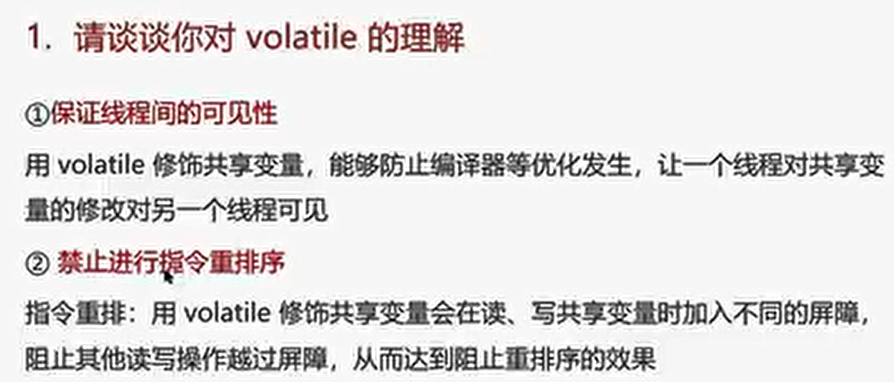 1. 请谈谈你对 volatile 的理解
①保证线程间的可见性
用 volatile 修饰共享变量，能够防止编译器等优化发生，让一个线程对共享变
量的修改对另一个线程可见
② 禁止进行指令重排序
指令重排：用 volatile 修饰共享变量会在读、写共享变量时加入不同的屏障，
阻止其他读写操作越过屏障，从而达到阻止重排序的效果